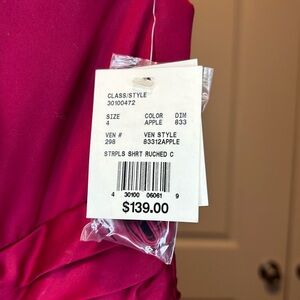 CLASS/STYLE
30100472
SIZE COLOR DIM
4 APPLE 833
VEN # VEN STYLE
298 83312APPLE
STRPLS SHRT RUCHED C
4 30100 06061 9
$139.00